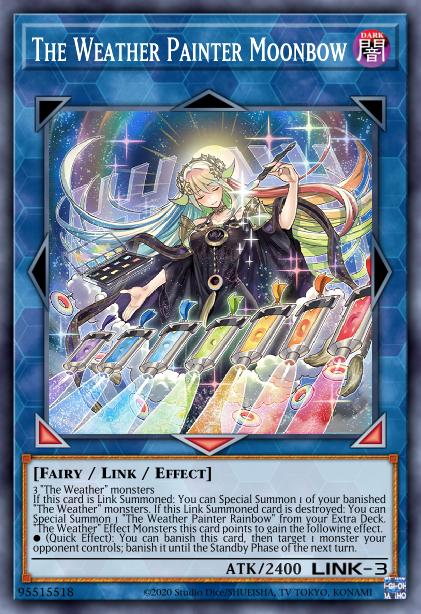 THE WEATHER PAINTER MOONBOW
DARK
闇
[FAIRY / LINK / EFFECT]
3 "The Weather" monsters
If this card is Link Summoned: You can Special Summon 1 of your banished
"The Weather" monsters. If this Link Summoned card is destroyed: You can
Special Summon 1 "The Weather Painter Rainbow" from your Extra Deck.
"The Weather" Effect Monsters this card points to gain the following effect.
● (Quick Effect): You can banish this card, then target 1 monster your
opponent controls; banish it until the Standby Phase of the next turn.
ATK/2400 LINK-3
95515518
©2020 Studio Dice/SHUEISHA, TV TOKYO, KONAMI